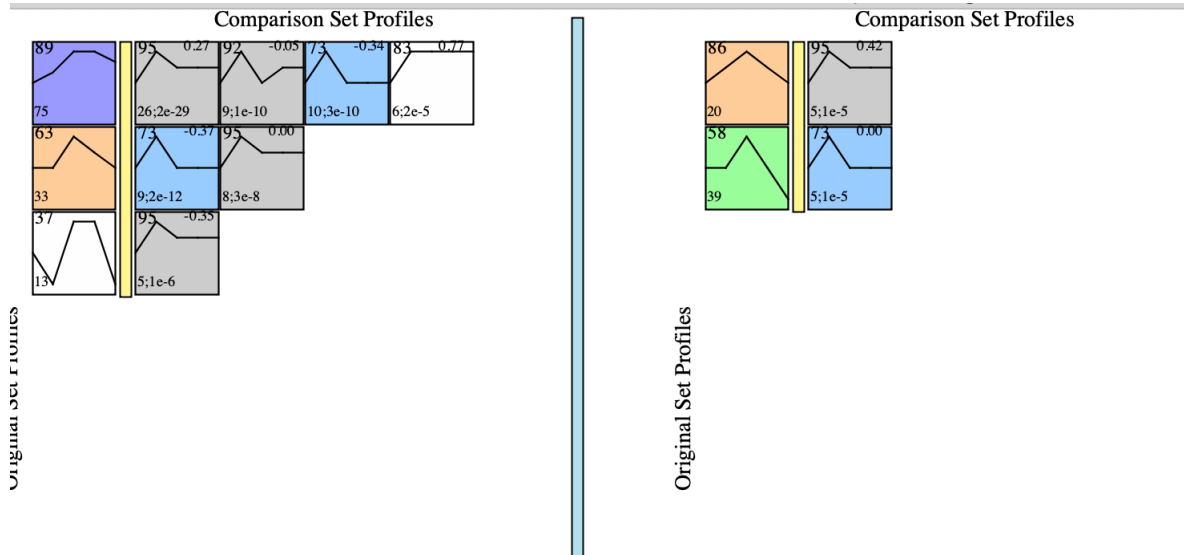 Comparison Set Profiles
Comparison Set Profiles
89
75
95 0.27
26;2e-29
92 -0.05
9;1e-10
73 -0.34
10;3e-10
83 0.77
6;2e-5
63
33
73 -0.37
9;2e-12
95 0.00
8;3e-8
37
13
95 -0.35
5;1e-6
Original Set Profiles
86
20
95 0.42
5;1e-5
58
39
73 0.00
5;1e-5
Original Set Profiles